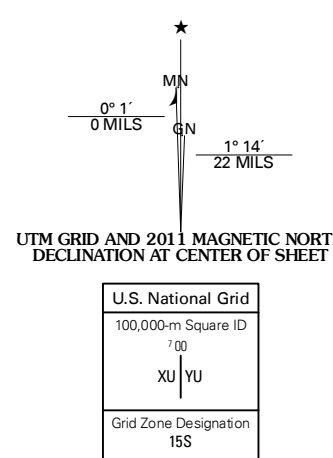 ★
MN
0° 1´
0 MILS
GN
1° 14´
22 MILS
UTM GRID AND 2011 MAGNETIC NORT
DECLINATION AT CENTER OF SHEET
U.S. National Grid
100,000-m Square ID
7 00
XU YU
Grid Zone Designation
15S